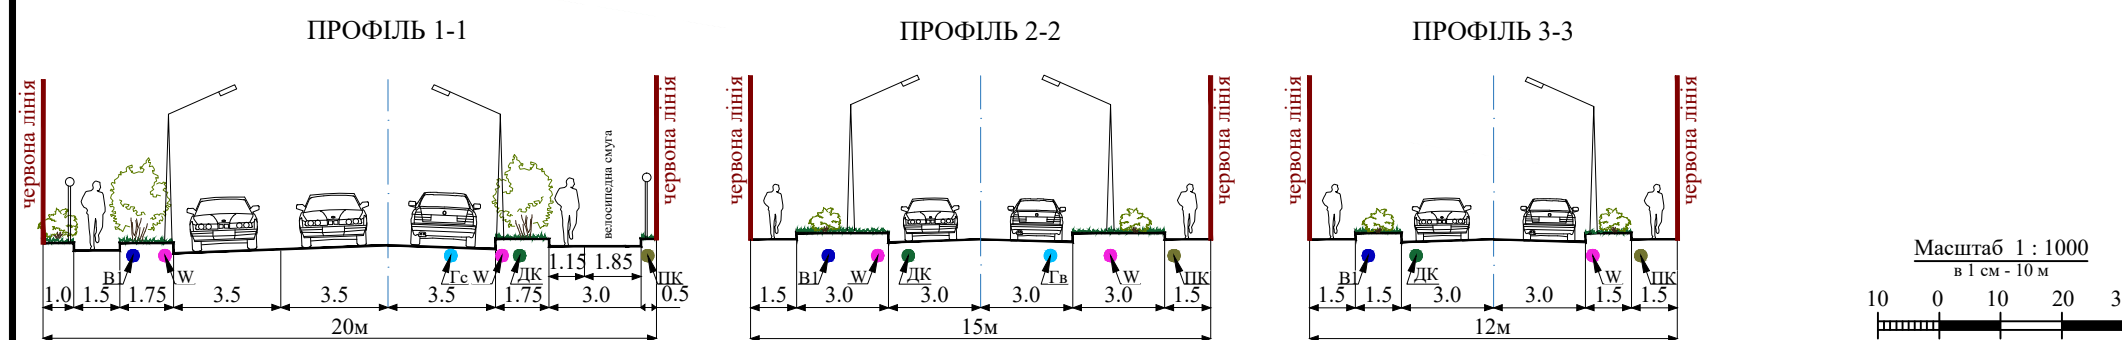 ПРОФІЛЬ 1-1
червона лінія
червона лінія
велосипедна смуга
В1 W Гс W ДК ПК
1.15 1.85
1.0 1.5 1.75 3.5 3.5 3.5 1.75 3.0 0.5
20м
ПРОФІЛЬ 2-2
червона лінія
червона лінія
В1 W ДК Гв W ПК
1.5 3.0 3.0 3.0 3.0 1.5
15м
ПРОФІЛЬ 3-3
червона лінія
червона лінія
В1 ДК W ПК
1.5 1.5 3.0 3.0 1.5 1.5
12м
Масштаб 1 : 1000
в 1 см - 10 м
10 0 10 20